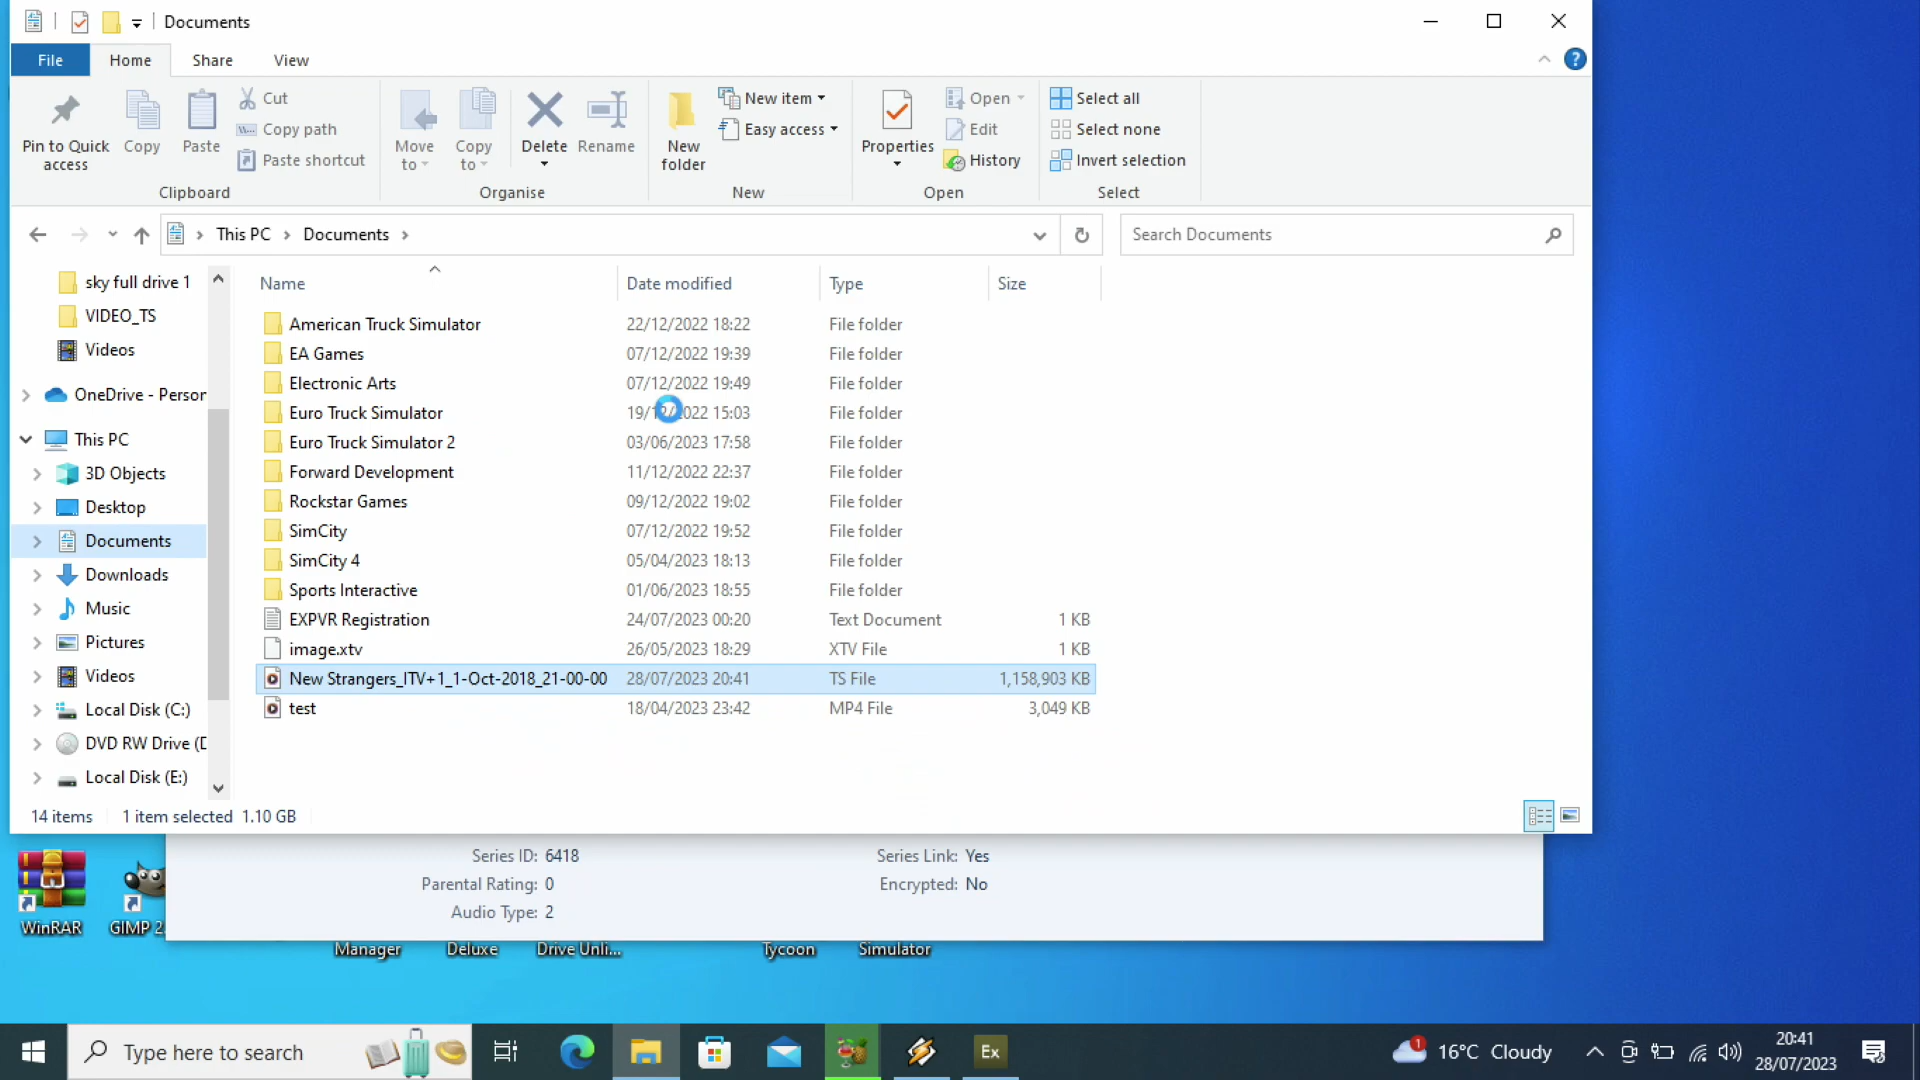 Documents
File Home Share View
Pin to Quick access
Copy
Paste
Cut
Copy path
Paste shortcut
Clipboard
Move to
Copy to
Delete
Rename
Organise
New folder
New item
Easy access
New
Properties
Open
Edit
History
Open
Select all
Select none
Invert selection
Select
This PC Documents
Search Documents
sky full drive 1
VIDEO_TS
Videos
OneDrive - Person
This PC
3D Objects
Desktop
Documents
Downloads
Music
Pictures
Videos
Local Disk (C:)
DVD RW Drive (D
Local Disk (E:)
Name Date modified Type Size
American Truck Simulator 22/12/2022 18:22 File folder
EA Games 07/12/2022 19:39 File folder
Electronic Arts 07/12/2022 19:49 File folder
Euro Truck Simulator 19/12/2022 15:03 File folder
Euro Truck Simulator 2 03/06/2023 17:58 File folder
Forward Development 11/12/2022 22:37 File folder
Rockstar Games 09/12/2022 19:02 File folder
SimCity 07/12/2022 19:52 File folder
SimCity 4 05/04/2023 18:13 File folder
Sports Interactive 01/06/2023 18:55 File folder
EXPVR Registration 24/07/2023 00:20 Text Document 1 KB
image.xtv 26/05/2023 18:29 XTV File 1 KB
New Strangers_ITV+1_1-Oct-2018_21-00-00 28/07/2023 20:41 TS File 1,158,903 KB
test 18/04/2023 23:42 MP4 File 3,049 KB
14 items 1 item selected 1.10 GB
Series ID: 6418 Series Link: Yes
Parental Rating: 0 Encrypted: No
Audio Type: 2
WinRAR GIMP 2.
Manager Deluxe Drive Unli... Tycoon Simulator
Type here to search
Ex
1
16°C Cloudy
20:41
28/07/2023